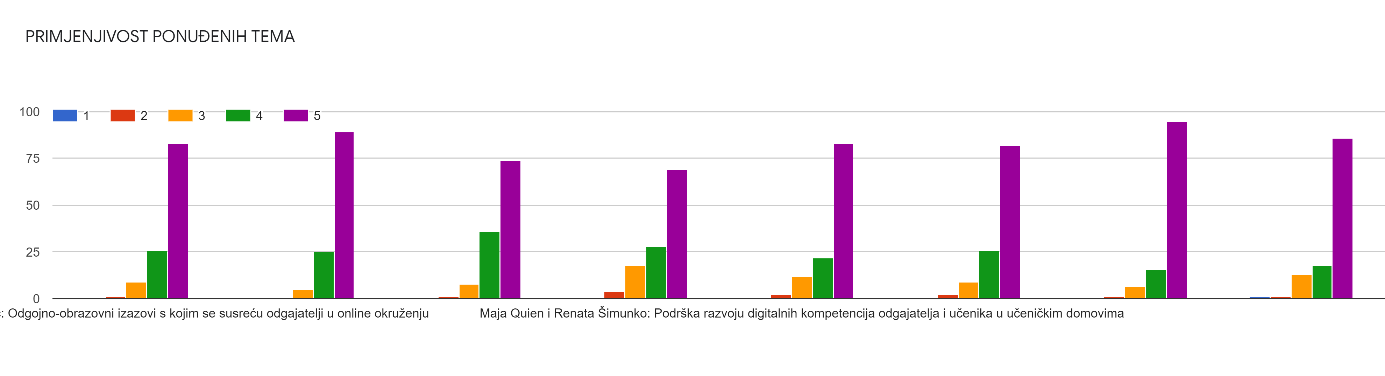 PRIMJENJIVOST PONUĐENIH TEMA
1 2 3 4 5
100
75
50
25
0
: Odgojno-obrazovni izazovi s kojim se susreću odgajatelji u online okruženju
Maja Quien i Renata Šimunko: Podrška razvoju digitalnih kompetencija odgajatelja i učenika u učeničkim domovima